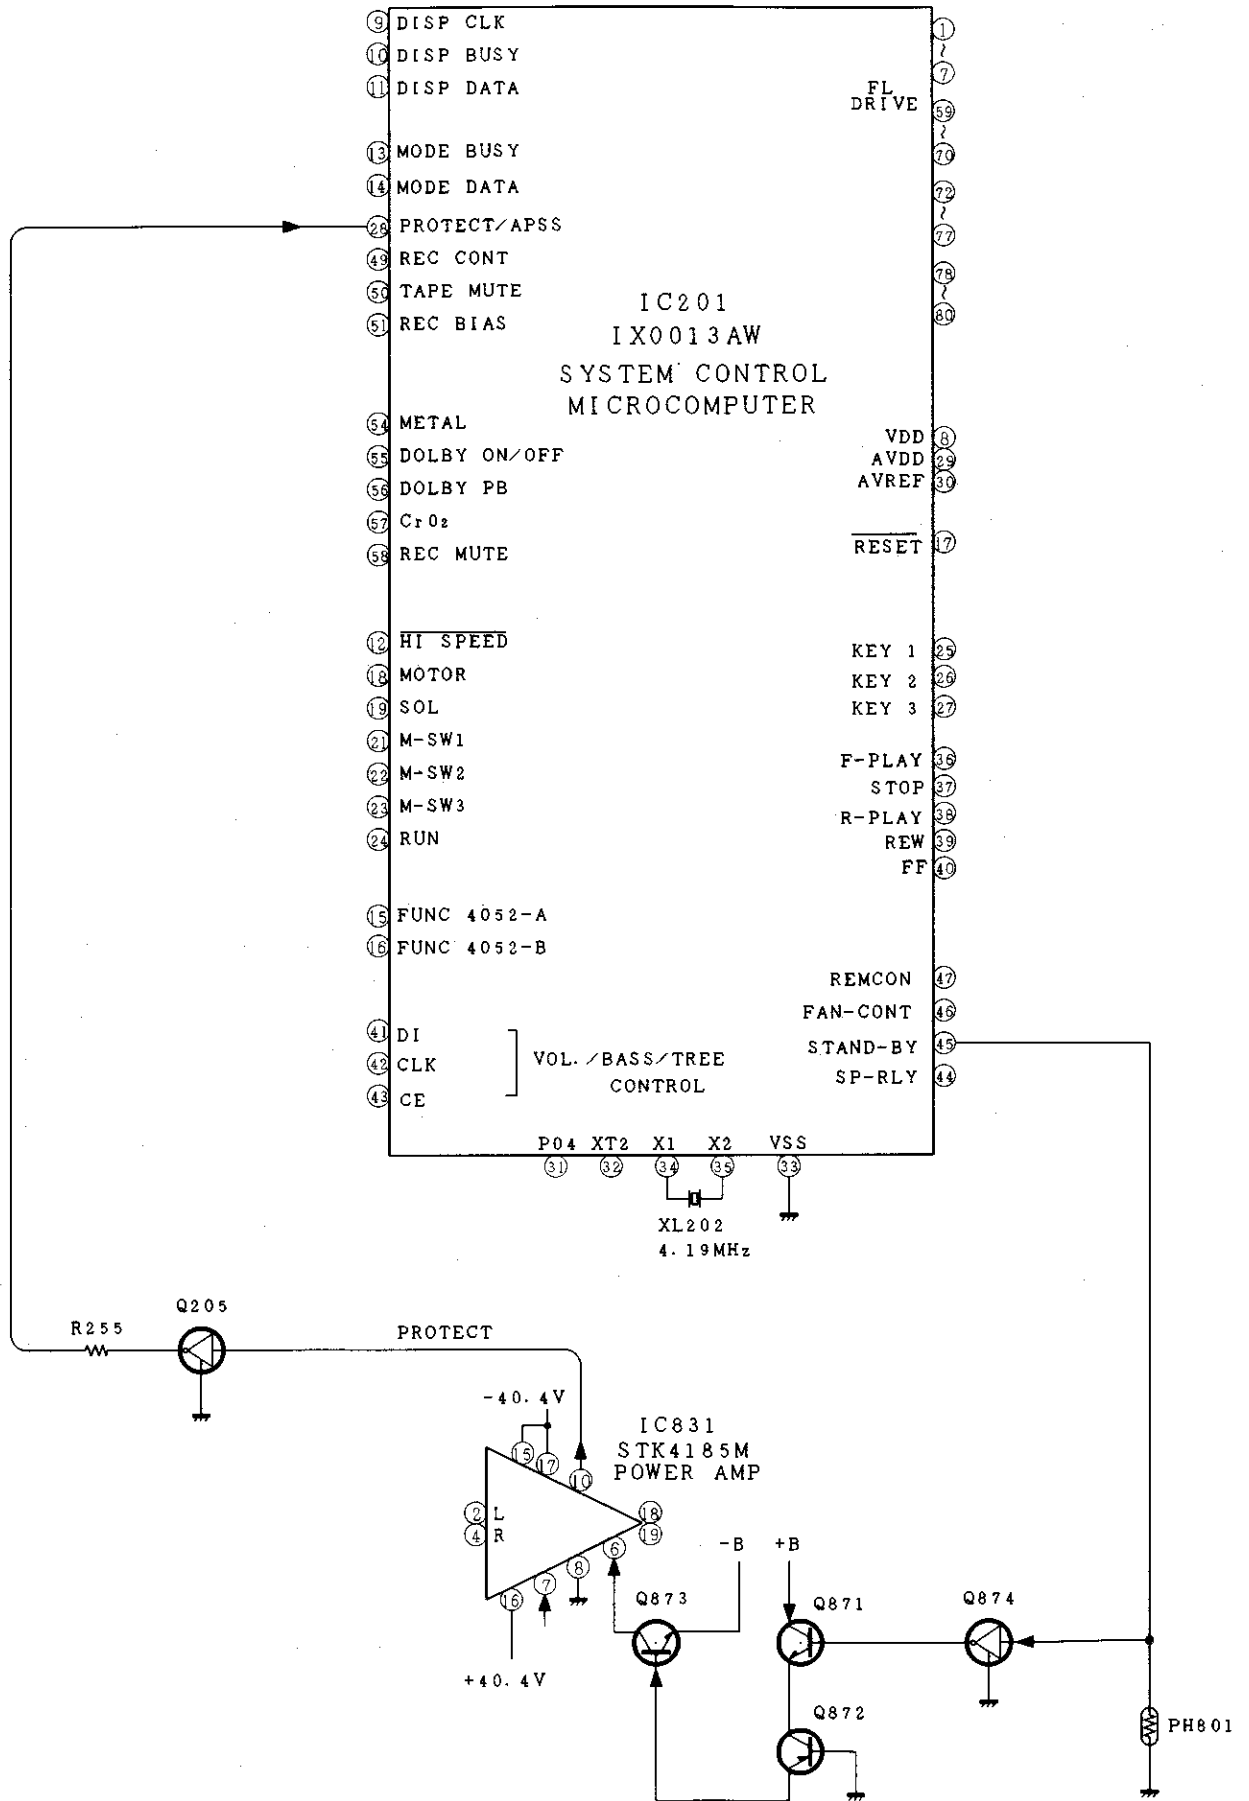 9 DISP CLK
10 DISP BUSY
11 DISP DATA
13 MODE BUSY
14 MODE DATA
28 PROTECT/APSS
49 REC CONT
50 TAPE MUTE
51 REC BIAS
54 METAL
55 DOLBY ON/OFF
56 DOLBY PB
57 CrO2
58 REC MUTE
12 HI SPEED
18 MOTOR
19 SOL
21 M-SW1
22 M-SW2
23 M-SW3
24 RUN
15 FUNC 4052-A
16 FUNC 4052-B
41 DI
42 CLK
43 CE
VOL./BASS/TREE
CONTROL
IC201
IX0013AW
SYSTEM CONTROL
MICROCOMPUTER
1
~
7
FL
DRIVE
59
~
70
72
~
77
78
~
80
VDD 8
AVDD 29
AVREF 30
RESET 17
KEY 1 25
KEY 2 26
KEY 3 27
F-PLAY 36
STOP 37
R-PLAY 38
REW 39
FF 40
REMCON 47
FAN-CONT 46
STAND-BY 45
SP-RLY 44
P04 XT2 X1 X2 VSS
31 32 34 35 33
XL202
4.19MHz
Q205
R255
PROTECT
-40.4V
IC831
STK4185M
POWER AMP
15 17 10
2 L 18
4 R 19
6
8
7
16
+40.4V
-B +B
Q873 Q871 Q874
Q872
PH801